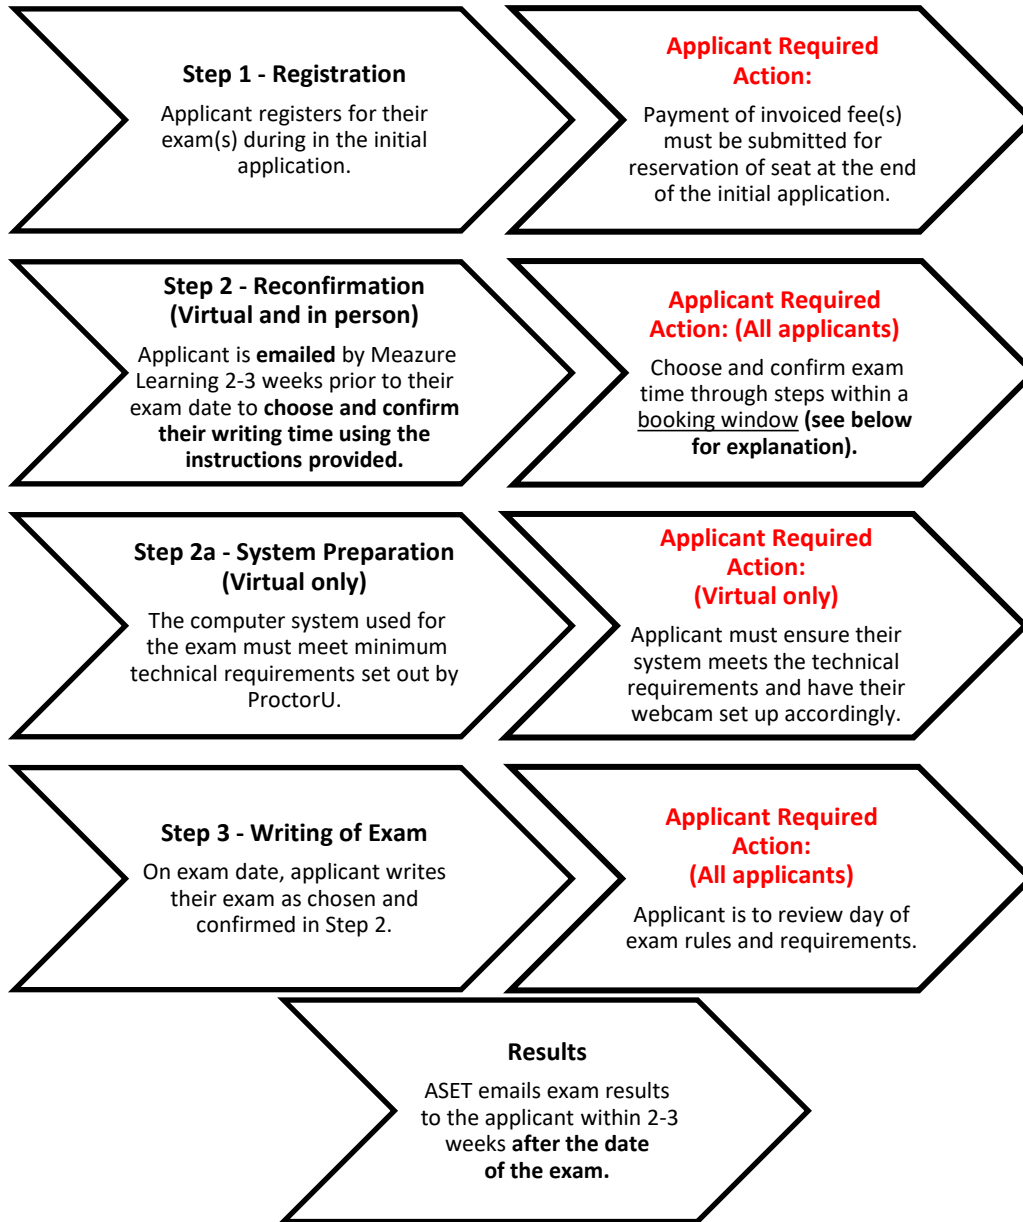 Step 1 - Registration
Applicant registers for their
exam(s) during in the initial
application.
Applicant Required
Action:
Payment of invoiced fee(s)
must be submitted for
reservation of seat at the end
of the initial application.
Step 2 - Reconfirmation
(Virtual and in person)
Applicant is emailed by Meazure
Learning 2-3 weeks prior to their
exam date to choose and confirm
their writing time using the
instructions provided.
Applicant Required
Action: (All applicants)
Choose and confirm exam
time through steps within a
booking window (see below
for explanation).
Step 2a - System Preparation
(Virtual only)
The computer system used for
the exam must meet minimum
technical requirements set out by
ProctorU.
Applicant Required
Action:
(Virtual only)
Applicant must ensure their
system meets the technical
requirements and have their
webcam set up accordingly.
Step 3 - Writing of Exam
On exam date, applicant writes
their exam as chosen and
confirmed in Step 2.
Applicant Required
Action:
(All applicants)
Applicant is to review day of
exam rules and requirements.
Results
ASET emails exam results
to the applicant within 2-3
weeks after the date
of the exam.